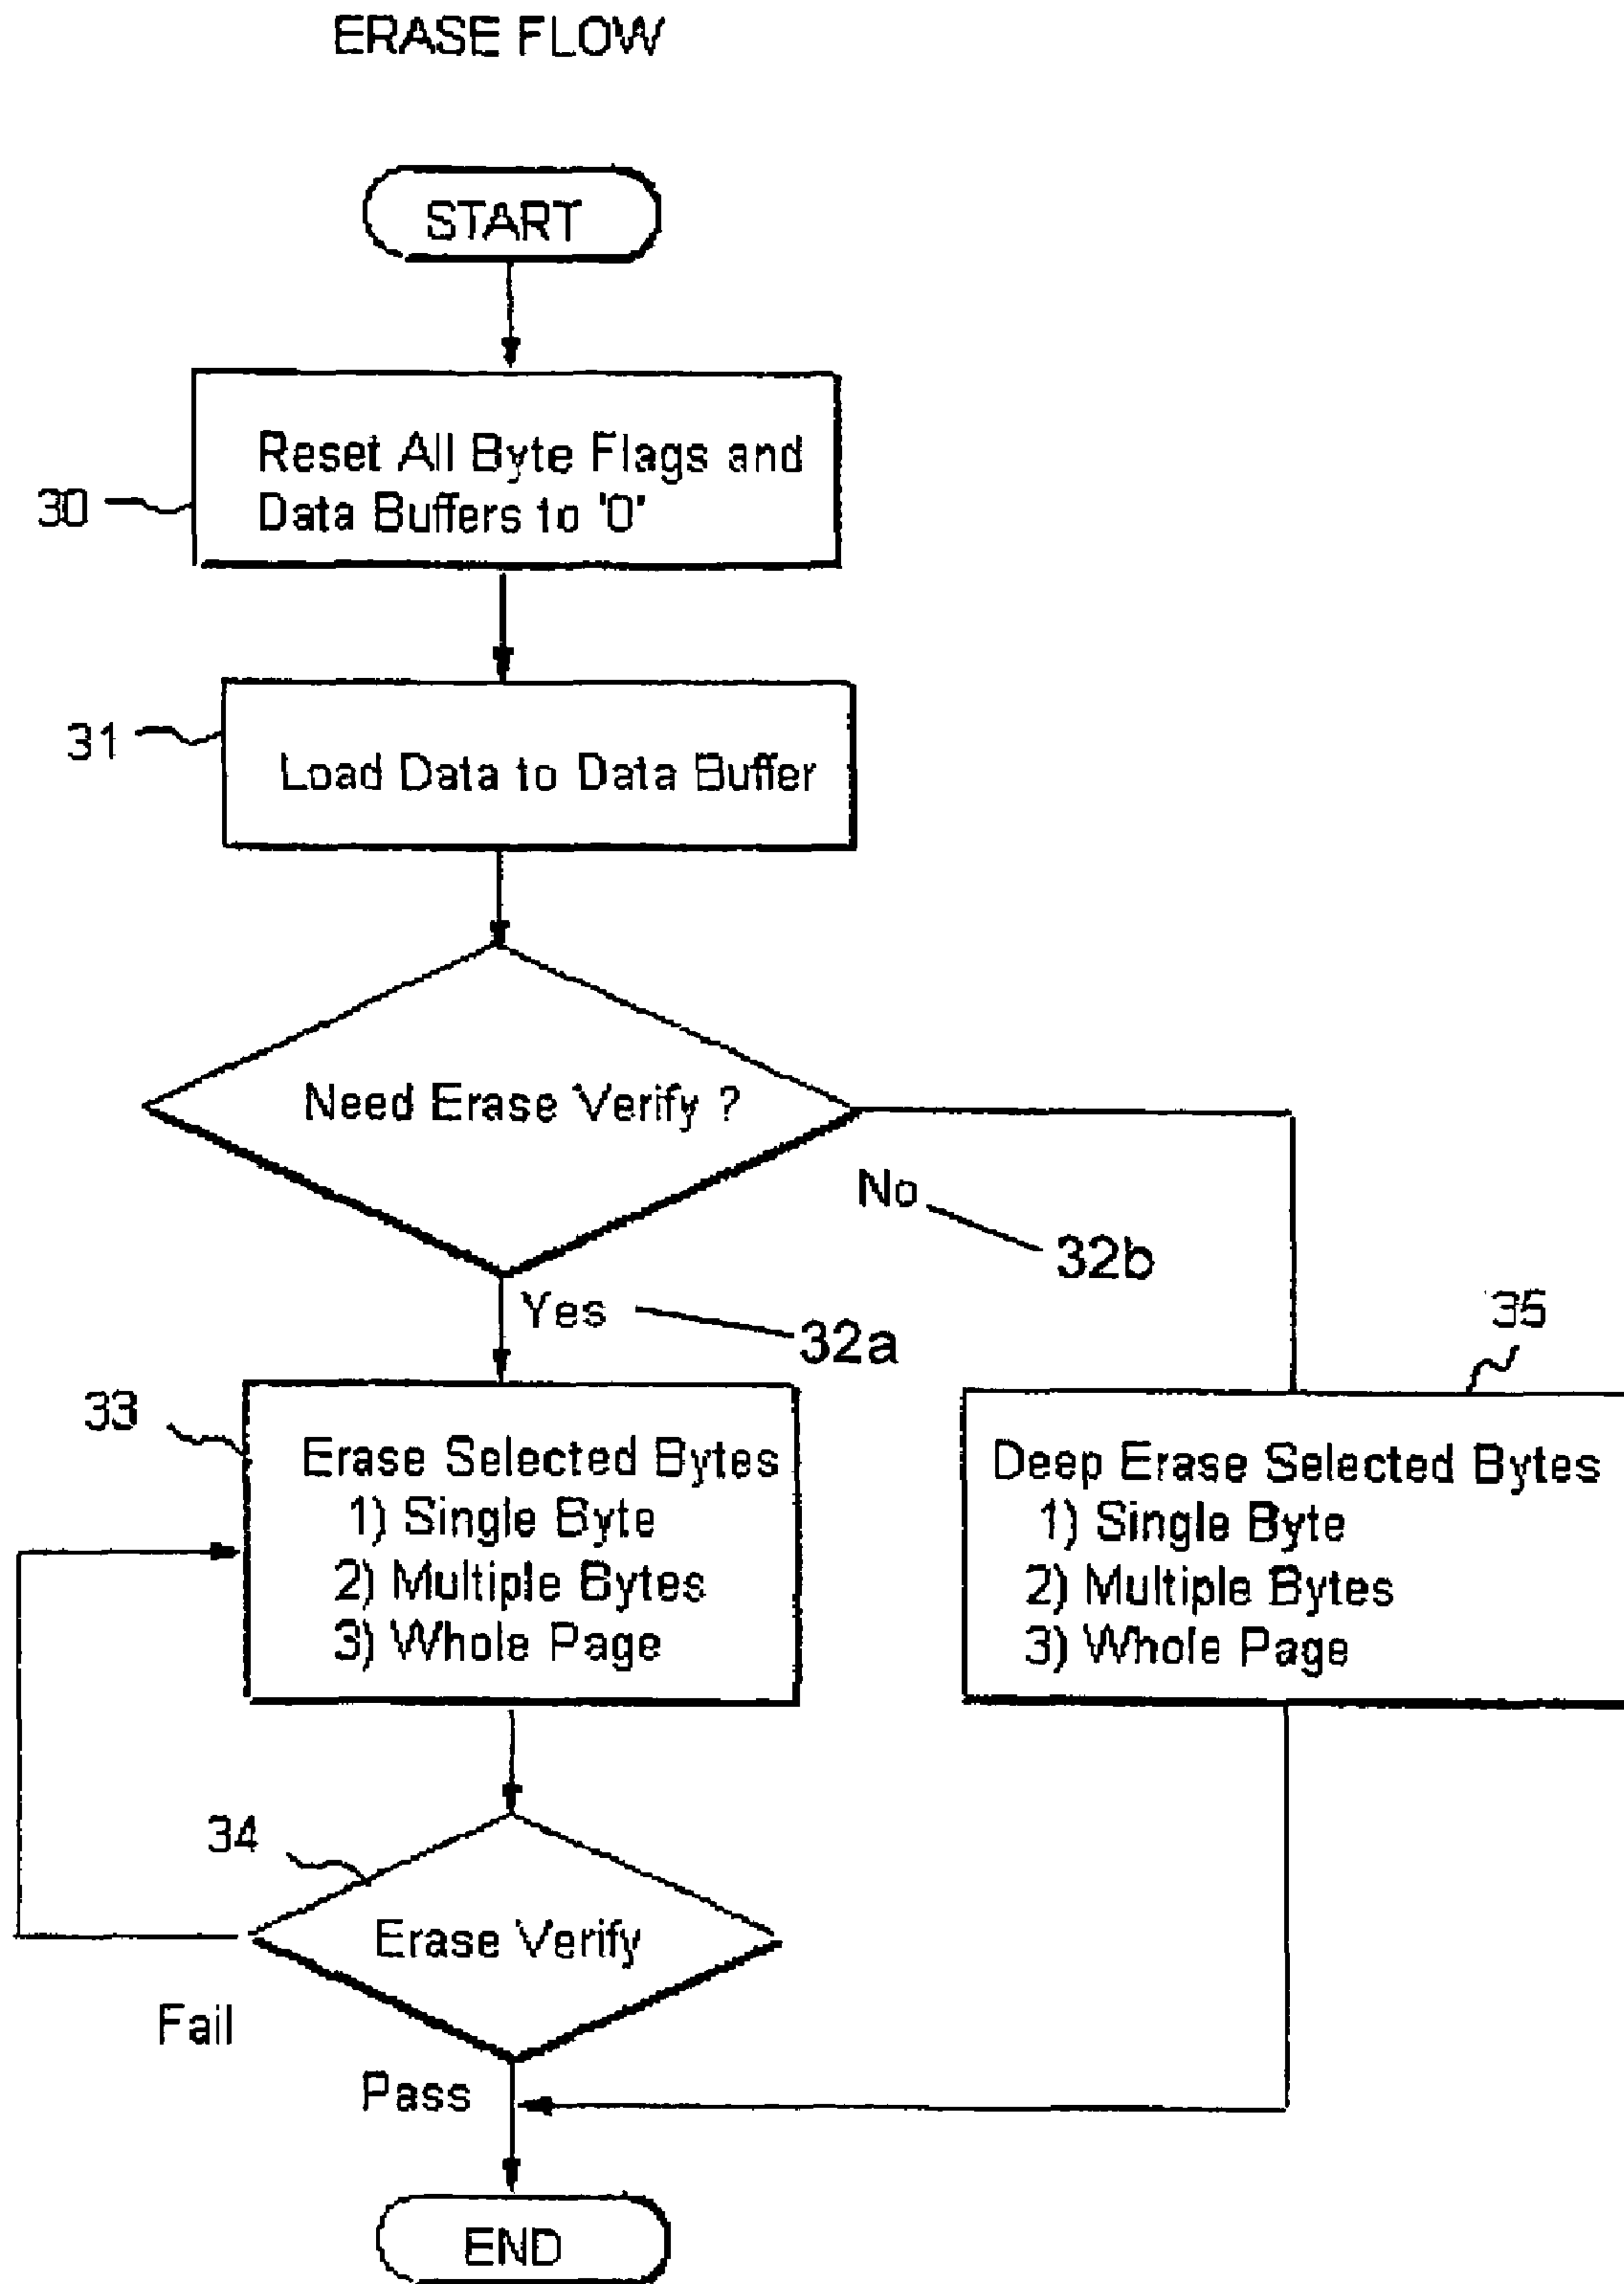 ERASE FLOW
START
Reset All Byte Flags and
Data Buffers to '0'
30
31
Load Data to Data Buffer
Need Erase Verify ?
No
32b
Yes
32a
35
33
Erase Selected Bytes
1) Single Byte
2) Multiple Bytes
3) Whole Page
Deep Erase Selected Bytes
1) Single Byte
2) Multiple Bytes
3) Whole Page
34
Erase Verify
Fail
Pass
END